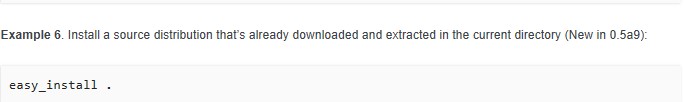 Example 6. Install a source distribution that’s already downloaded and extracted in the current directory (New in 0.5a9):
easy_install .